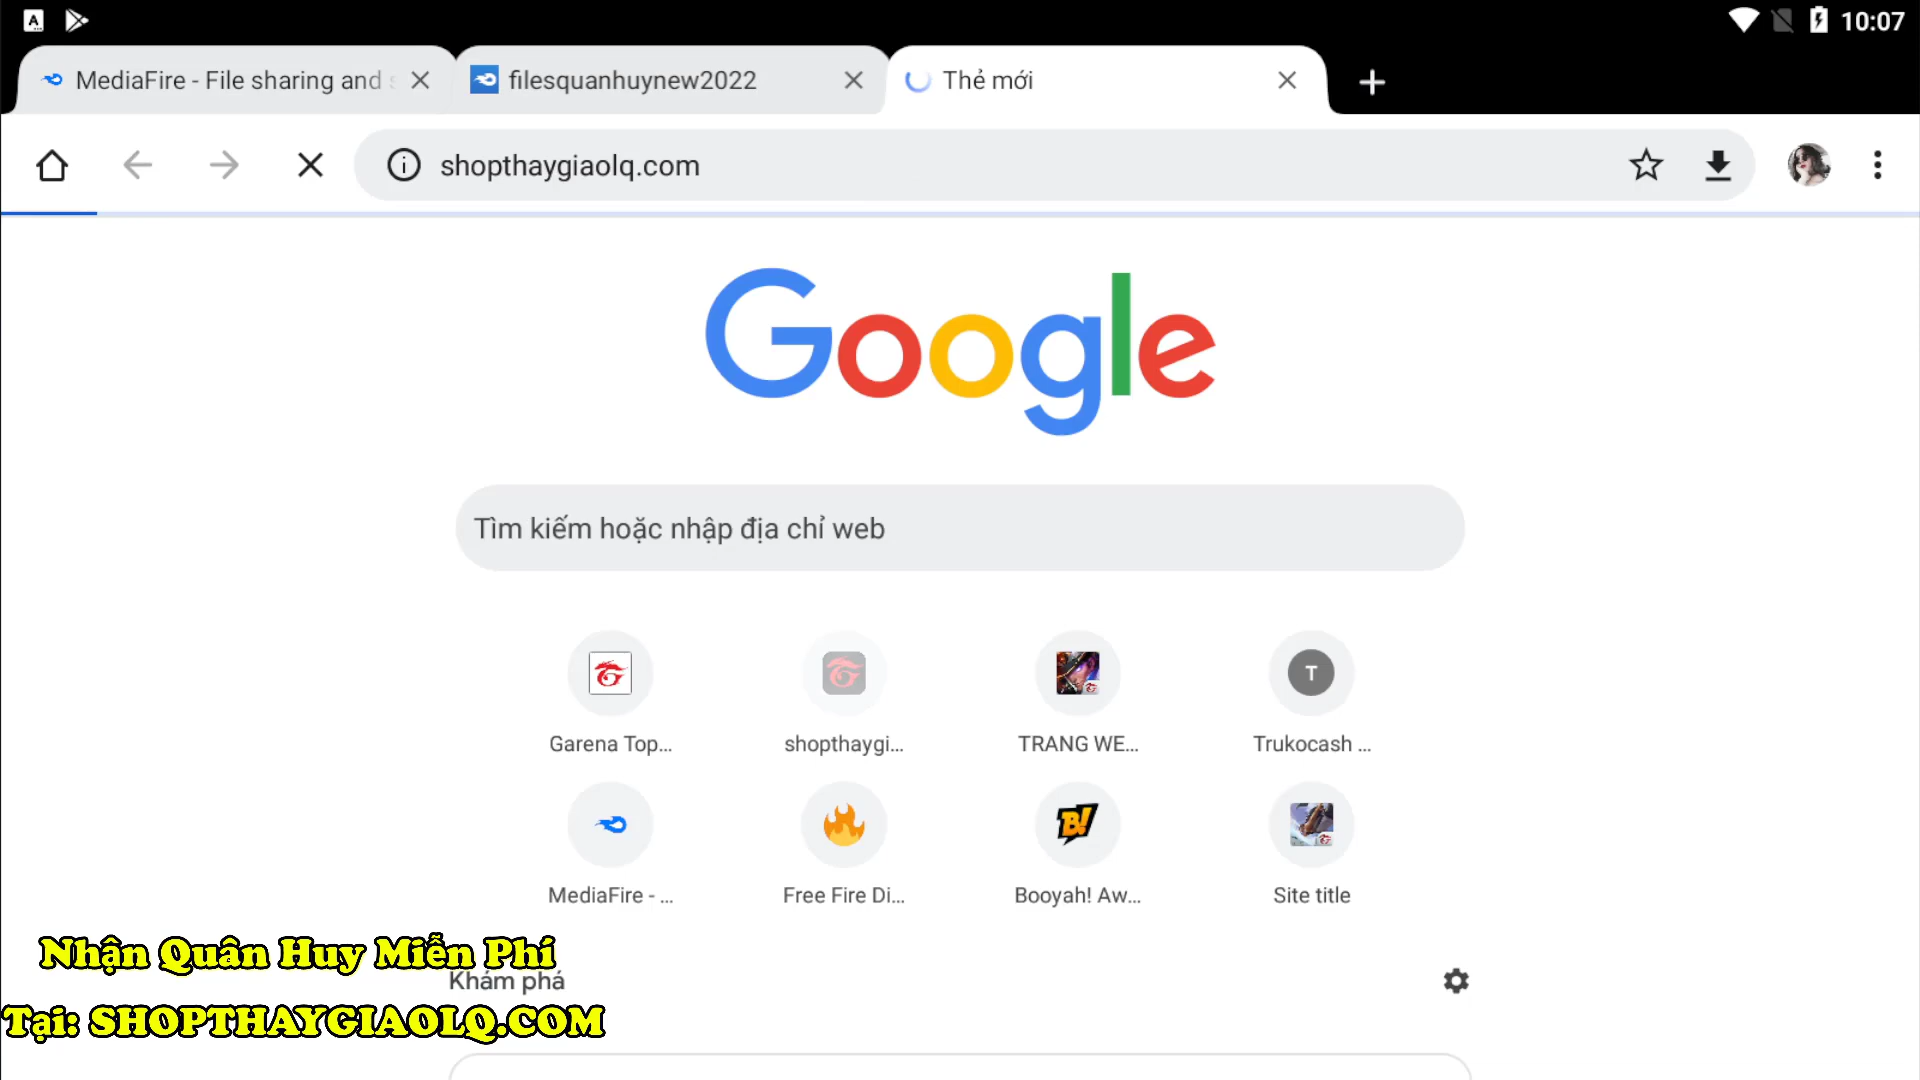 10:07
MediaFire - File sharing and s
filesquanhuynew2022
Thẻ mới
shopthaygiaolq.com
Google
Tìm kiếm hoặc nhập địa chỉ web
Garena Top...
shopthaygi...
T
TRANG WE...
Trukocash ...
B!
MediaFire - ...
Free Fire Di...
Booyah! Aw...
Site title
Khám phá
Nhận Quân Huy Miễn Phí
Tại: SHOPTHAYGIAOLQ.COM